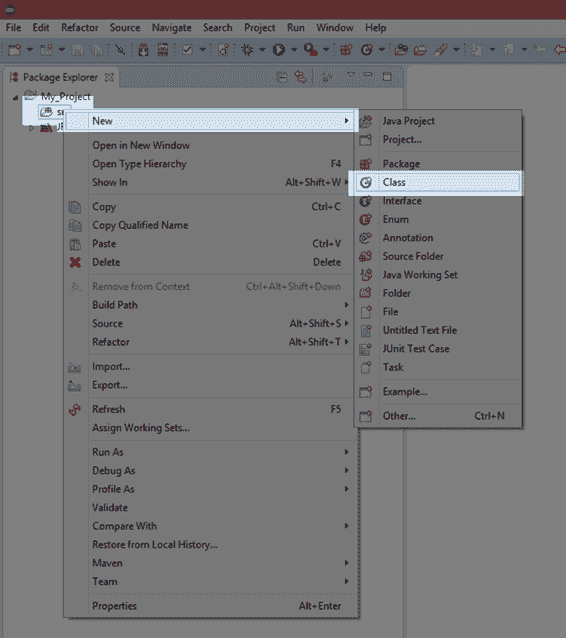 File Edit Refactor Source Navigate Search Project Run Window Help
Package Explorer
My_Project
New
Open in New Window
Open Type Hierarchy F4
Show In Alt+Shift+W
Copy Ctrl+C
Copy Qualified Name
Paste Ctrl+V
Delete Delete
Remove from Context Ctrl+Alt+Shift+Down
Build Path
Source Alt+Shift+S
Refactor Alt+Shift+T
Import...
Export...
Refresh F5
Assign Working Sets...
Run As
Debug As
Profile As
Validate
Compare With
Restore from Local History...
Maven
Team
Properties Alt+Enter
Java Project
Project...
Package
Class
Interface
Enum
Annotation
Source Folder
Java Working Set
Folder
File
Untitled Text File
JUnit Test Case
Task
Example...
Other... Ctrl+N